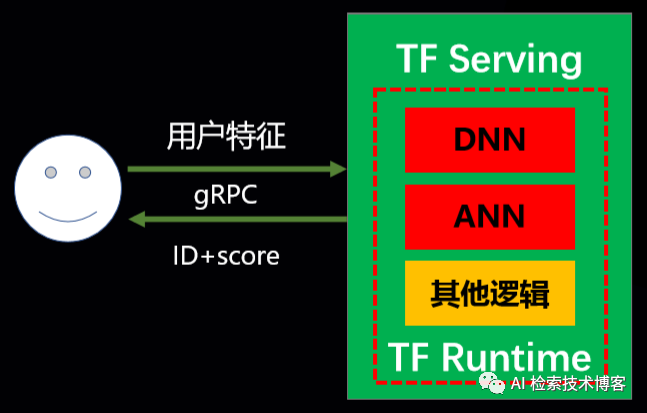 TF Serving
DNN
用户特征
gRPC
ANN
ID+score
其他逻辑
TF Runtime
AI 检索技术博客